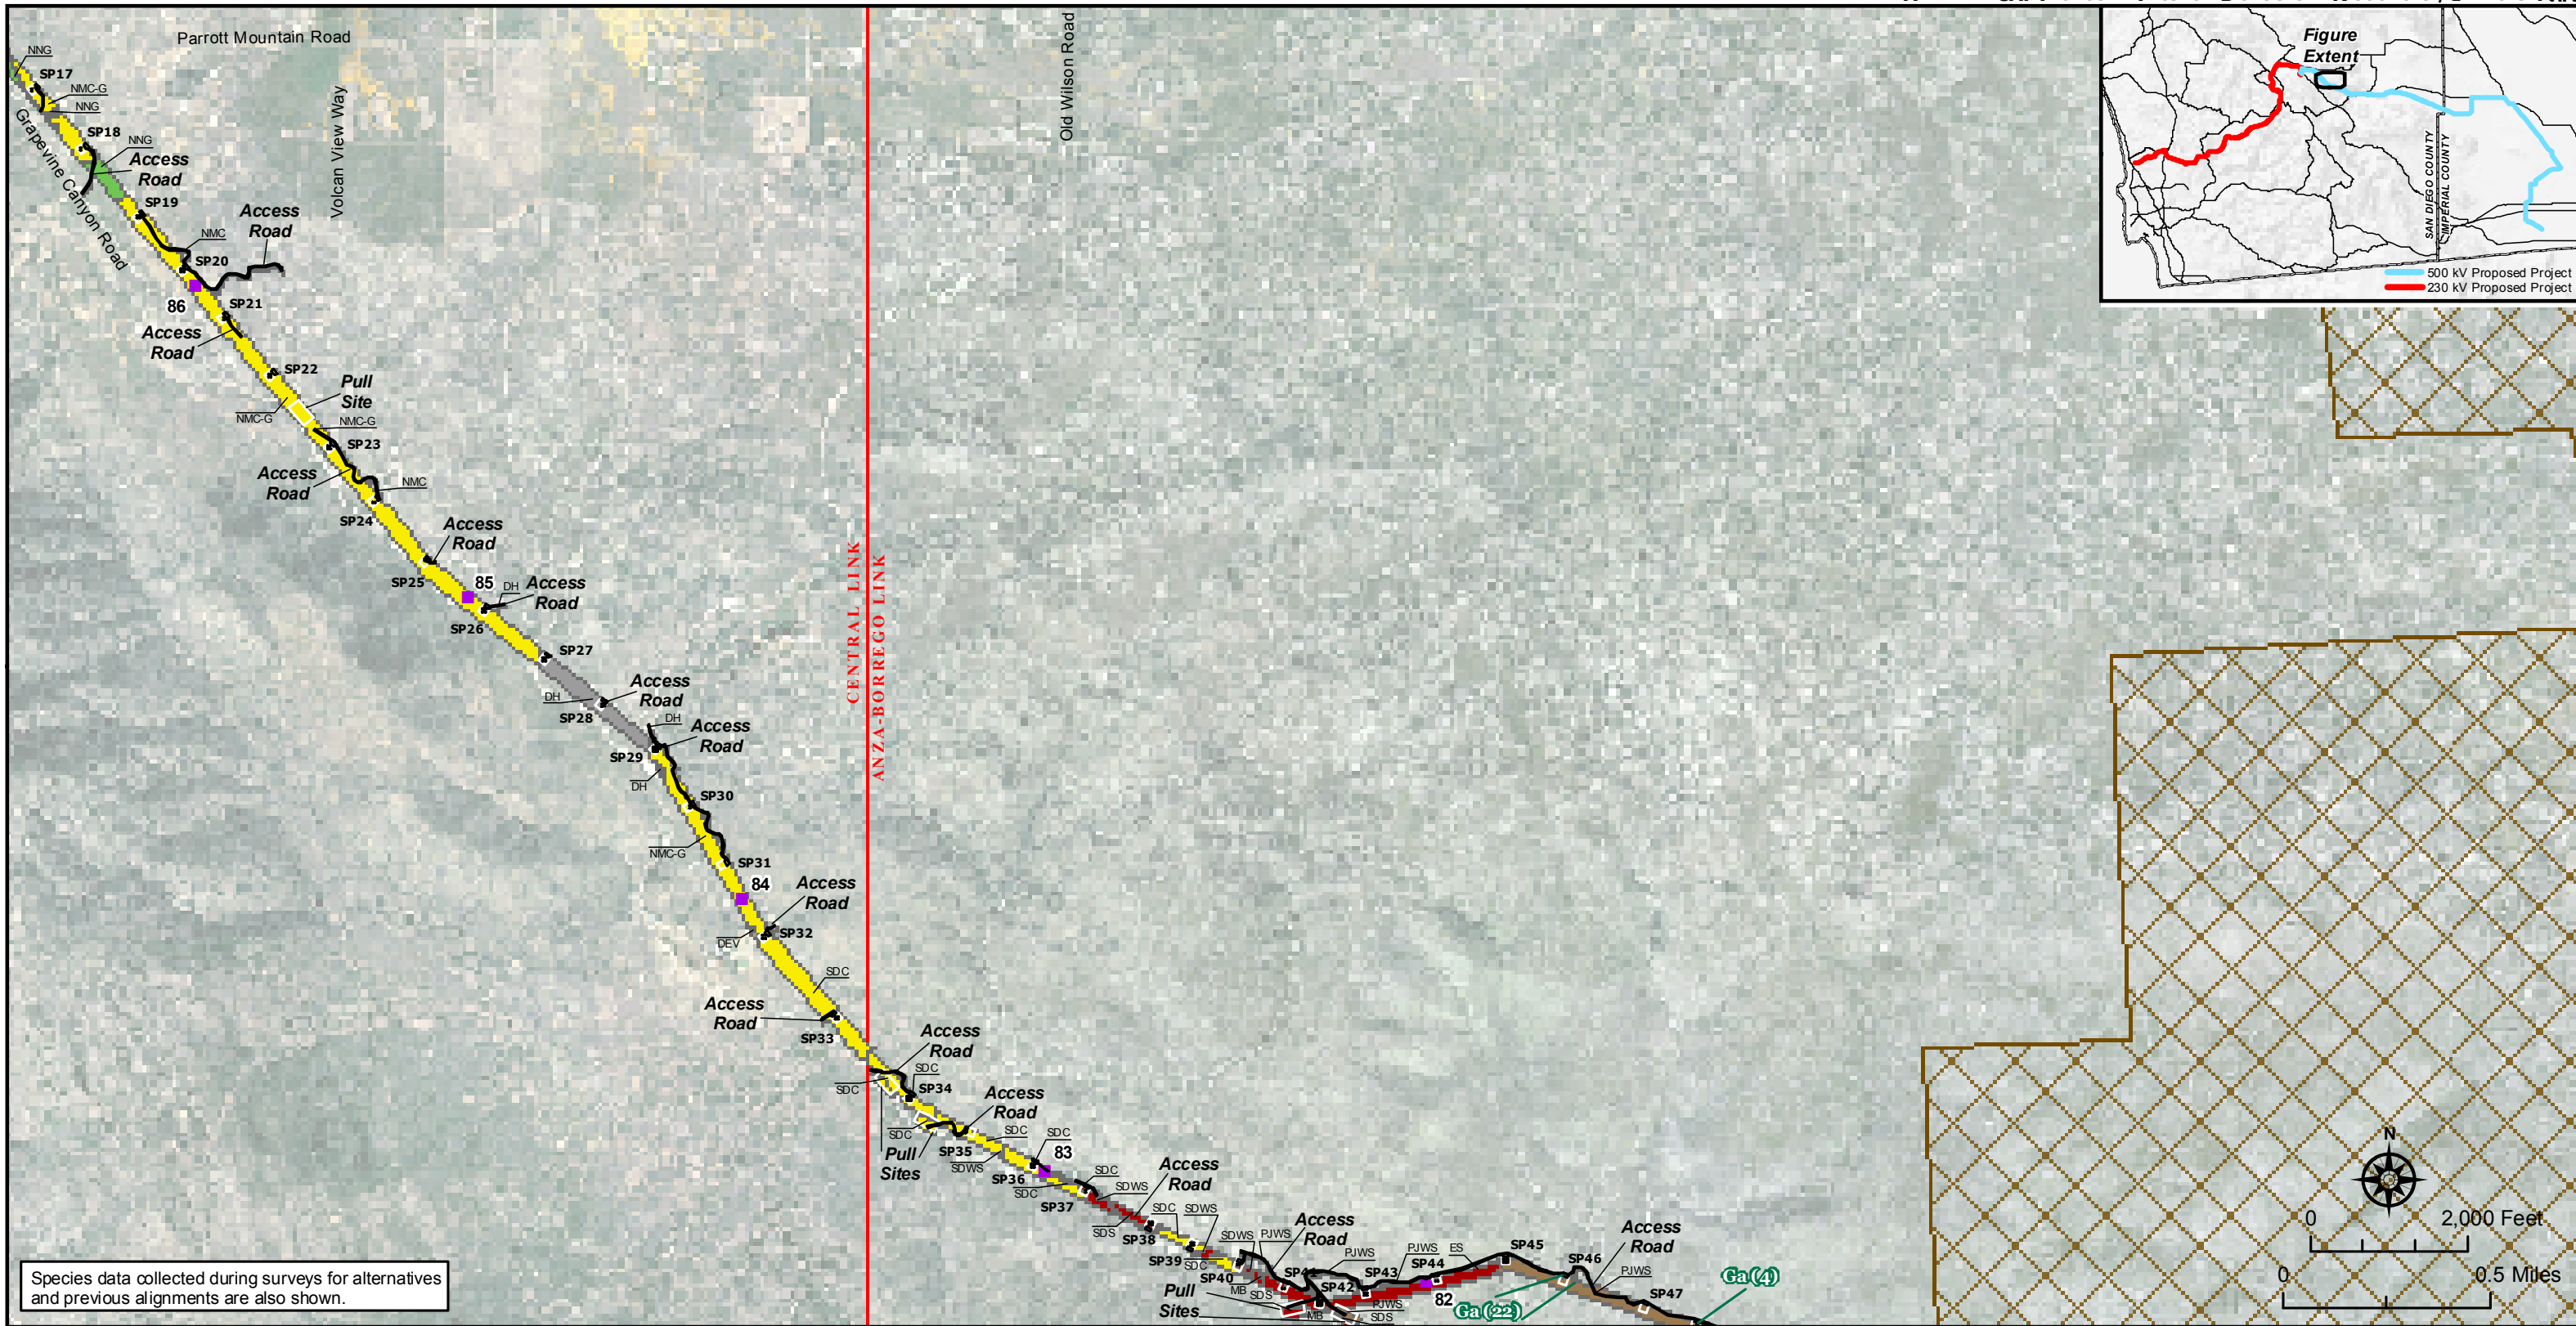 Parrott Mountain Road
Volcan View Way
Old Wilson Road
Grapevine Canyon Road
NNG
SP17
NMC-G
NNG
SP18
NNG
Access
Road
SP19
NMC
Access
Road
SP20
86
SP21
Access
Road
SP22
Pull
Site
NMC-G
NMC-G
SP23
Access
Road
NMC
SP24
Access
Road
SP25
85
DH
Access
Road
SP26
SP27
DH
Access
Road
SP28
DH
Access
Road
SP29
DH
SP30
NMC-G
SP31
84
Access
Road
SP32
DEV
SDC
Access
Road
SP33
CENTRAL LINK
ANZA-BORREGO LINK
Access
Road
SDC
SDC
SP34
Access
Road
SDC
SDC
SP35
Pull
Sites
SDWS
SDC
83
SP36
SDC
SDC
SDWS
Access
Road
SP37
SDS
SP38
SDC
SDWS
SP39
SDC
SDWS
PJWS
Access
Road
SP40
SP41
MB
SDS
SP42
PJWS
SP43
PJWS
SP44
ES
SP45
SP46
Access
Road
PJWS
SP47
Pull
Sites
MB
PJWS
SDS
82
Ga (22)
Ga (4)
Figure
Extent
SAN DIEGO COUNTY
IMPERIAL COUNTY
500 kV Proposed Project
230 kV Proposed Project
N
0 2,000 Feet
0 0.5 Miles
Species data collected during surveys for alternatives
and previous alignments are also shown.